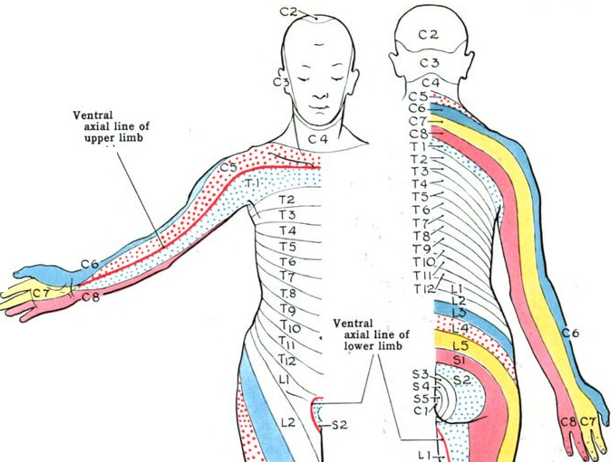 C2
C3
C4
Ventral
axial line of
upper limb
C5
T1
T2
T3
T4
T5
T6
T7
T8
T9
T10
T11
T12
L1
L2
S2
C6
C7
C8
Ventral
axial line of
lower limb
C2
C3
C4
C5
C6
C7
C8
T1
T2
T3
T4
T5
T6
T7
T8
T9
T10
T11
T12
L1
L2
L3
L4
L5
S1
S2
S3
S4
S5
C1
L1
C6
C8
C7